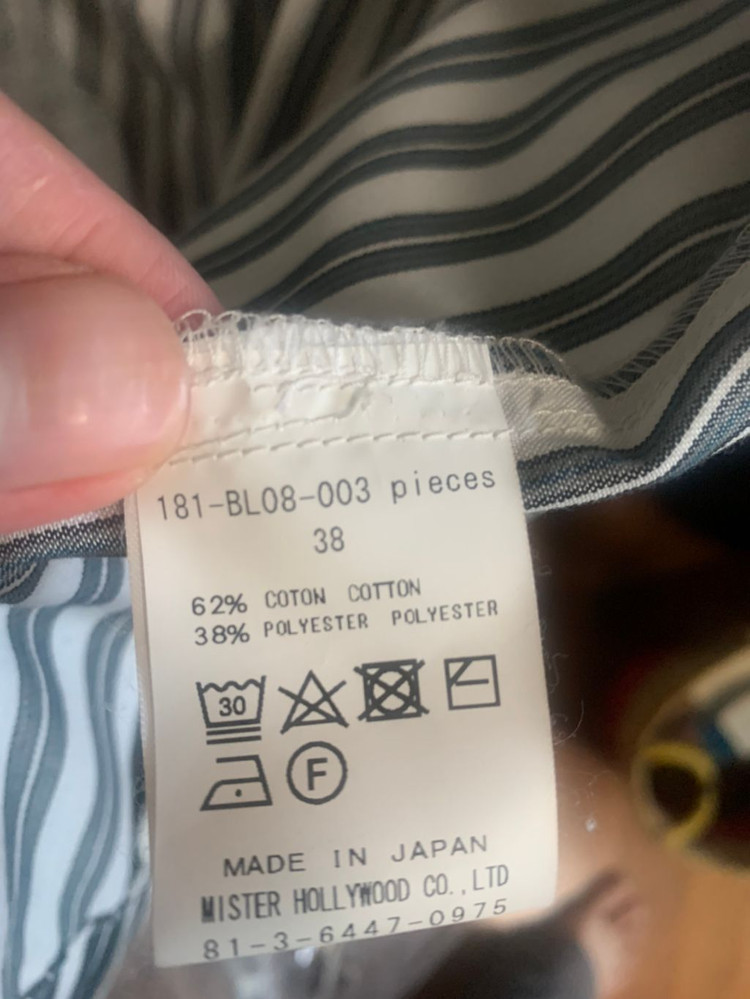 181-BL08-003 pieces
38
62% COTON COTTON
38% POLYESTER POLYESTER
30
F
MADE IN JAPAN
MISTER HOLLYWOOD CO.,LTD
81-3-6447-0975